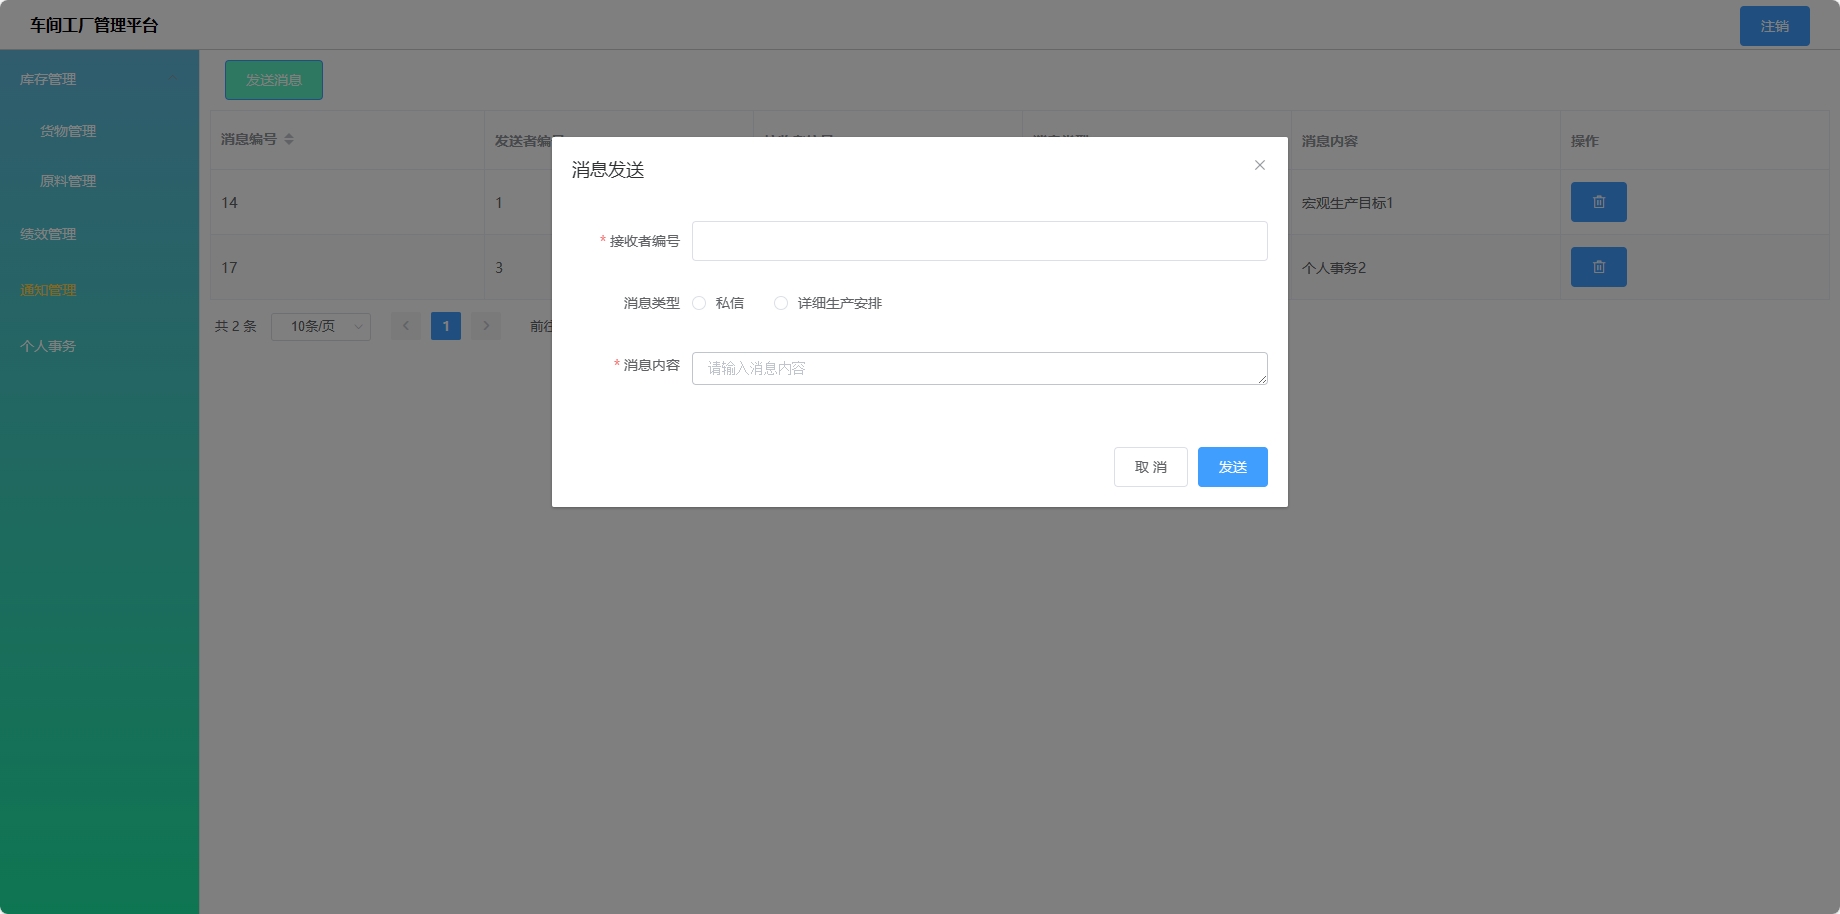 车间工厂管理平台
注销
库存管理
货物管理
原料管理
绩效管理
通知管理
个人事务
发送消息
消息编号
发送者编
消息内容
操作
14
1
宏观生产目标1
17
3
个人事务2
共 2 条
10条/页
1
前往
消息发送
* 接收者编号
消息类型
私信
详细生产安排
* 消息内容
请输入消息内容
取 消
发送